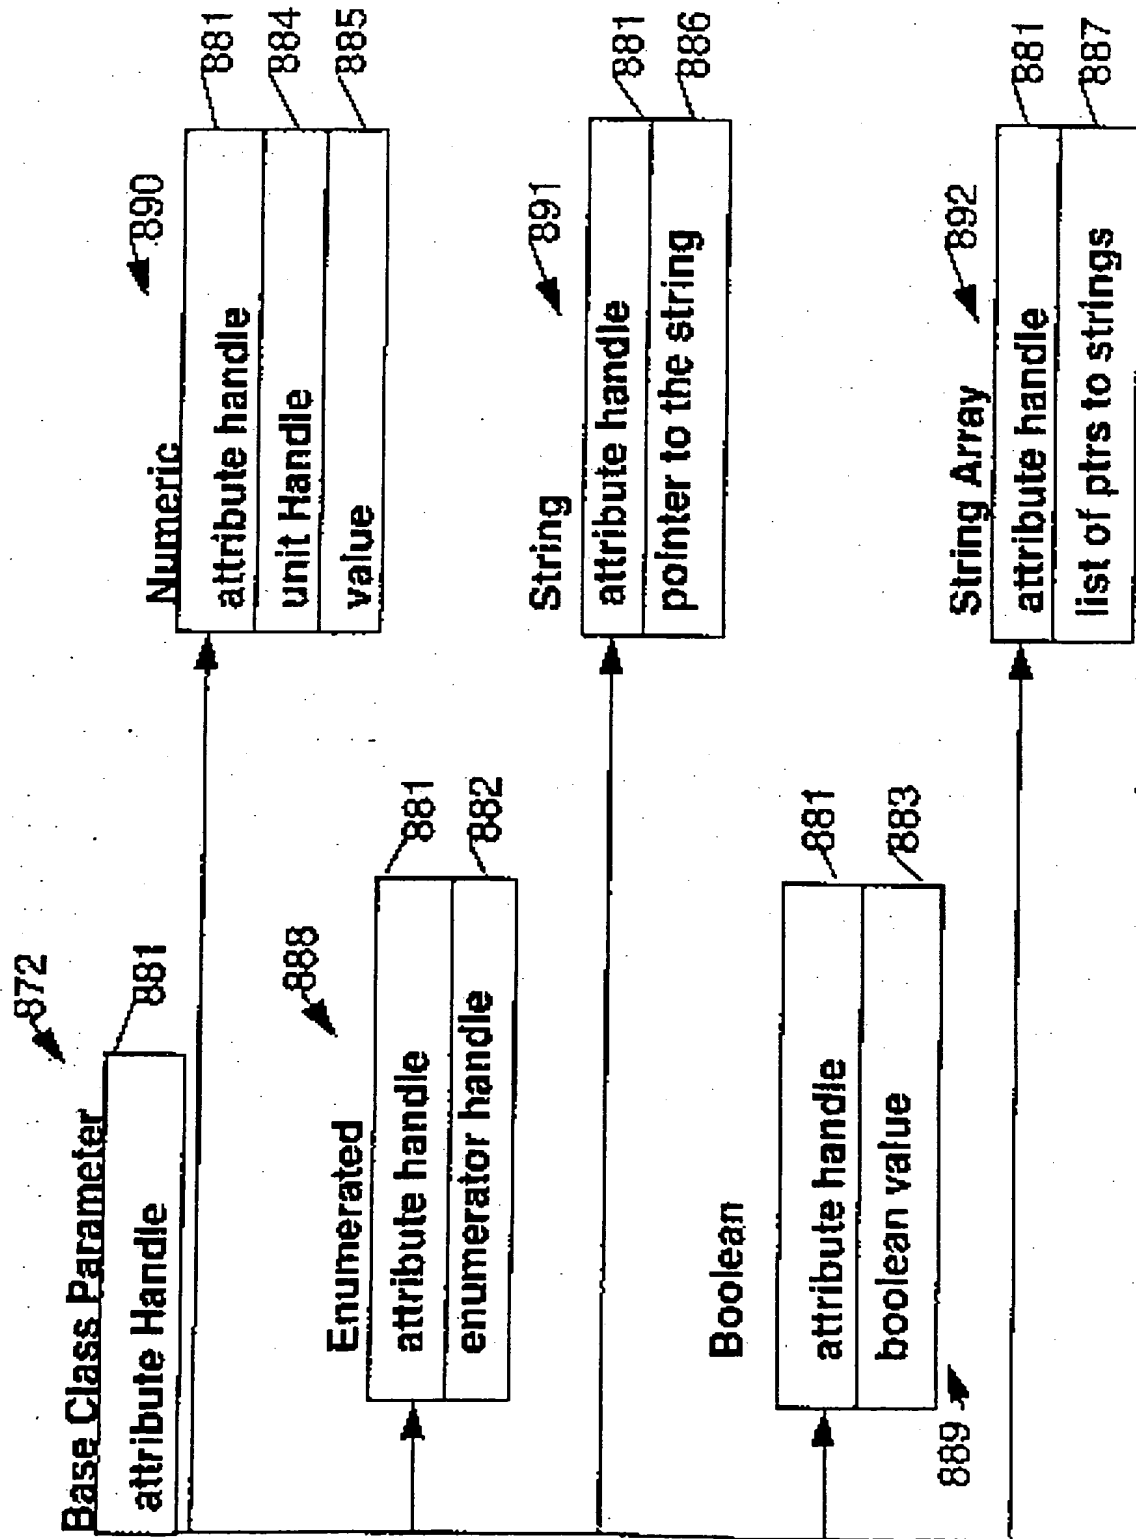 872
Base Class Parameter
881
attribute Handle
890
Numeric
881
attribute handle
884
unit Handle
885
value
888
Enumerated
881
attribute handle
882
enumerator handle
891
String
881
attribute handle
886
pointer to the string
Boolean
881
attribute handle
883
boolean value
889
892
String Array
881
attribute handle
887
list of ptrs to strings